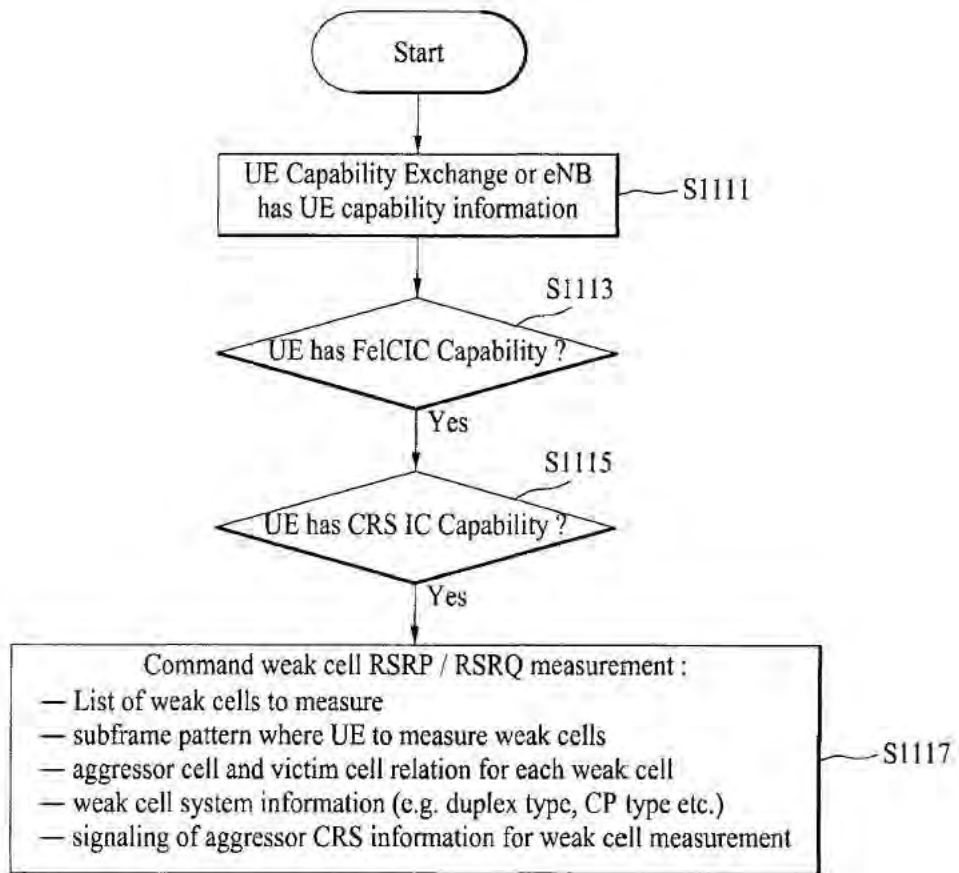 Start
UE Capability Exchange or eNB
has UE capability information
S1111
S1113
UE has FeICIC Capability ?
Yes
S1115
UE has CRS IC Capability ?
Yes
Command weak cell RSRP / RSRQ measurement :
— List of weak cells to measure
— subframe pattern where UE to measure weak cells
— aggressor cell and victim cell relation for each weak cell
— weak cell system information (e.g. duplex type, CP type etc.)
— signaling of aggressor CRS information for weak cell measurement
S1117